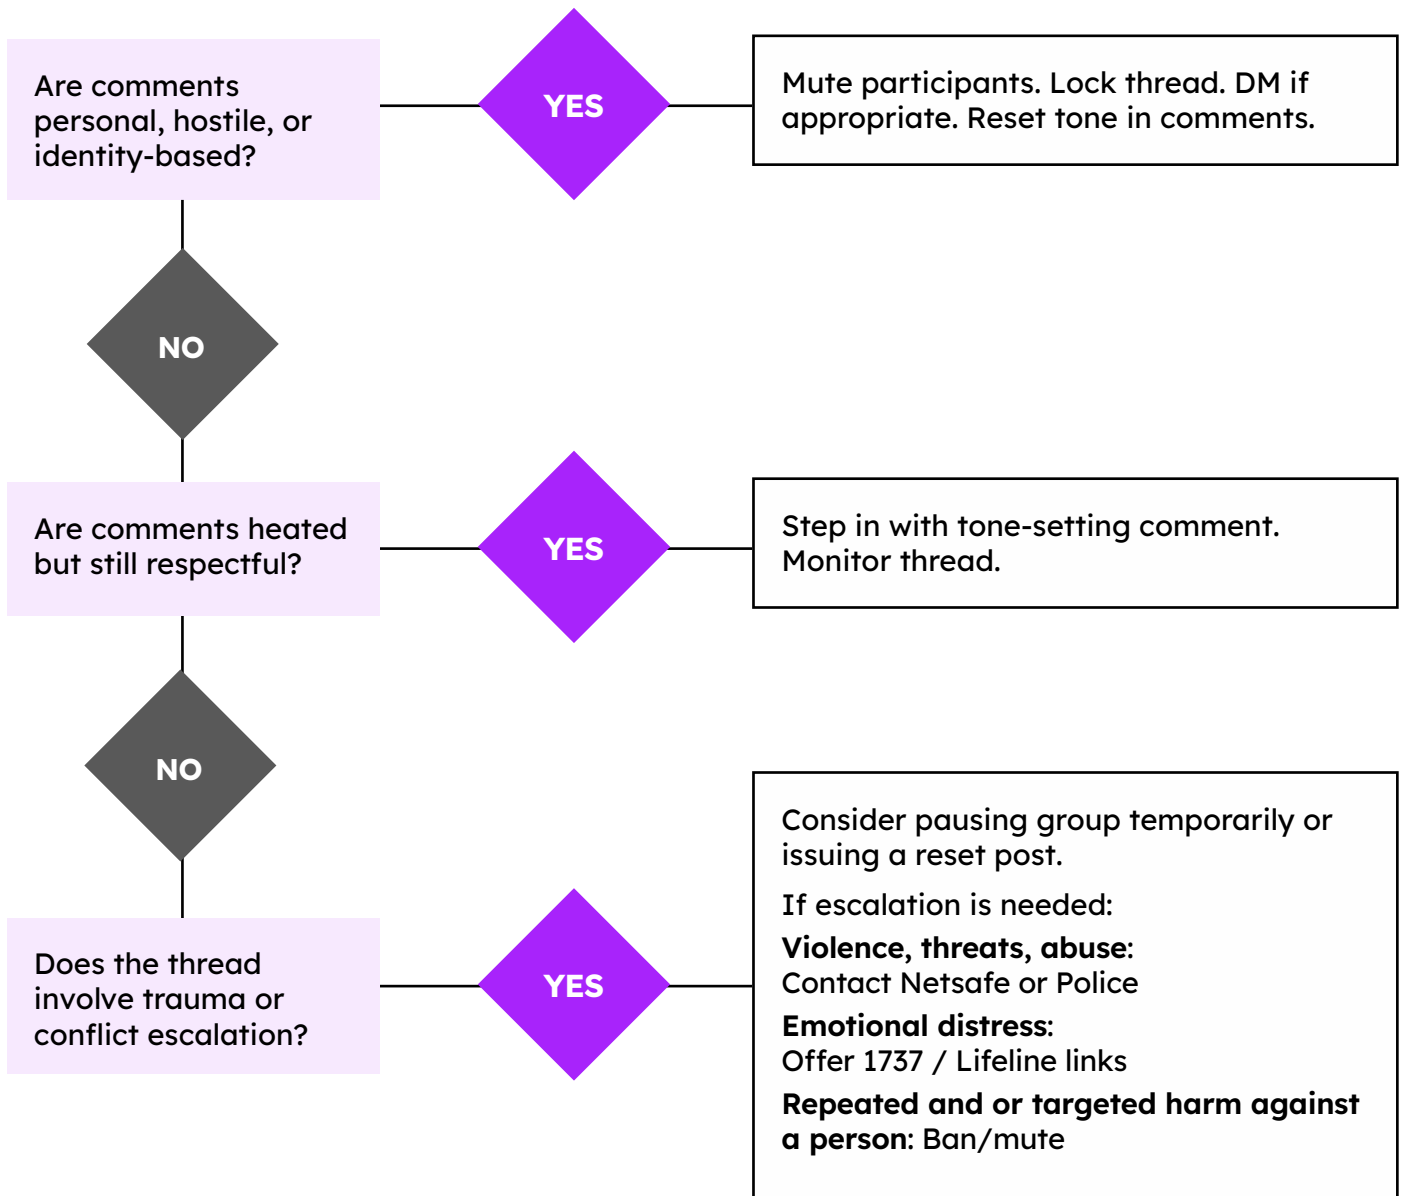 Are comments
personal, hostile, or
identity-based?
YES
Mute participants. Lock thread. DM if
appropriate. Reset tone in comments.
NO
Are comments heated
but still respectful?
YES
Step in with tone-setting comment.
Monitor thread.
NO
Does the thread
involve trauma or
conflict escalation?
YES
Consider pausing group temporarily or
issuing a reset post.
If escalation is needed:
Violence, threats, abuse:
Contact Netsafe or Police
Emotional distress:
Offer 1737 / Lifeline links
Repeated and or targeted harm against
a person: Ban/mute